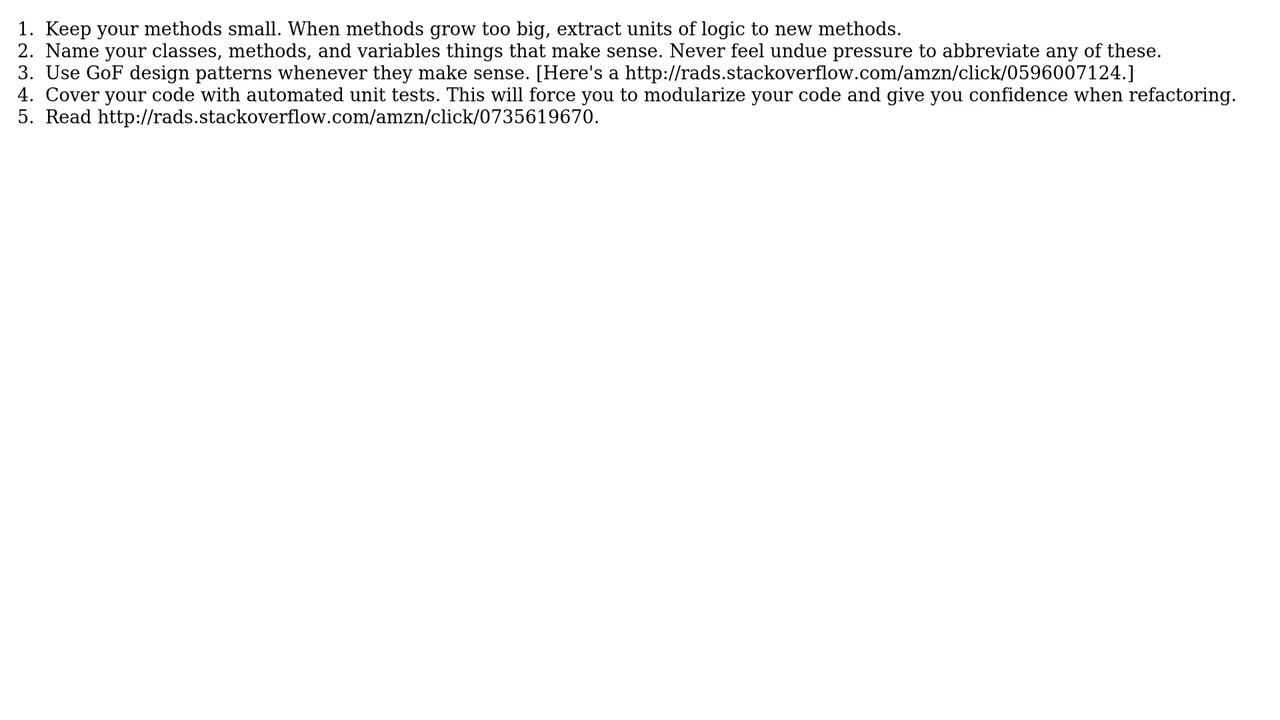 1. Keep your methods small. When methods grow too big, extract units of logic to new methods.
2. Name your classes, methods, and variables things that make sense. Never feel undue pressure to abbreviate any of these.
3. Use GoF design patterns whenever they make sense. [Here's a http://rads.stackoverflow.com/amzn/click/0596007124.]
4. Cover your code with automated unit tests. This will force you to modularize your code and give you confidence when refactoring.
5. Read http://rads.stackoverflow.com/amzn/click/0735619670.